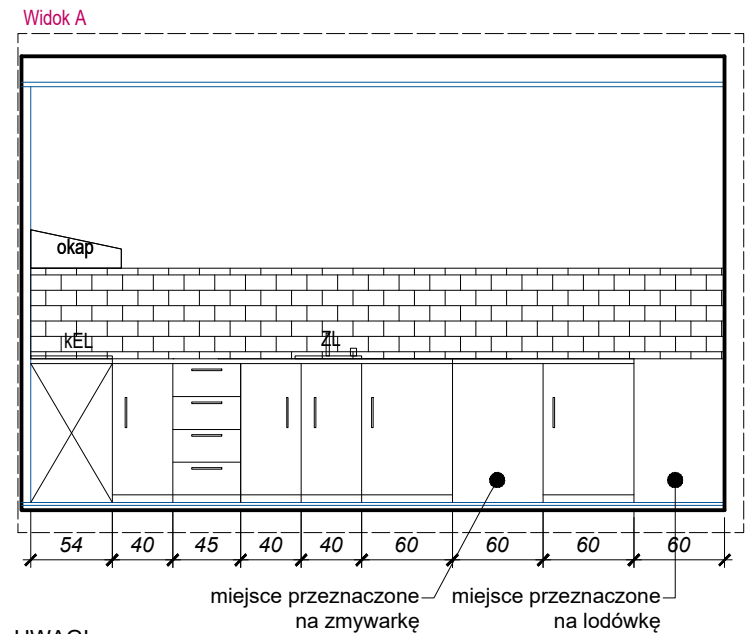 Widok A
okap
kEL
ZL
54 40 45 40 40 60 60 60 60
miejsce przeznaczone na zmywarkę
miejsce przeznaczone na lodówkę